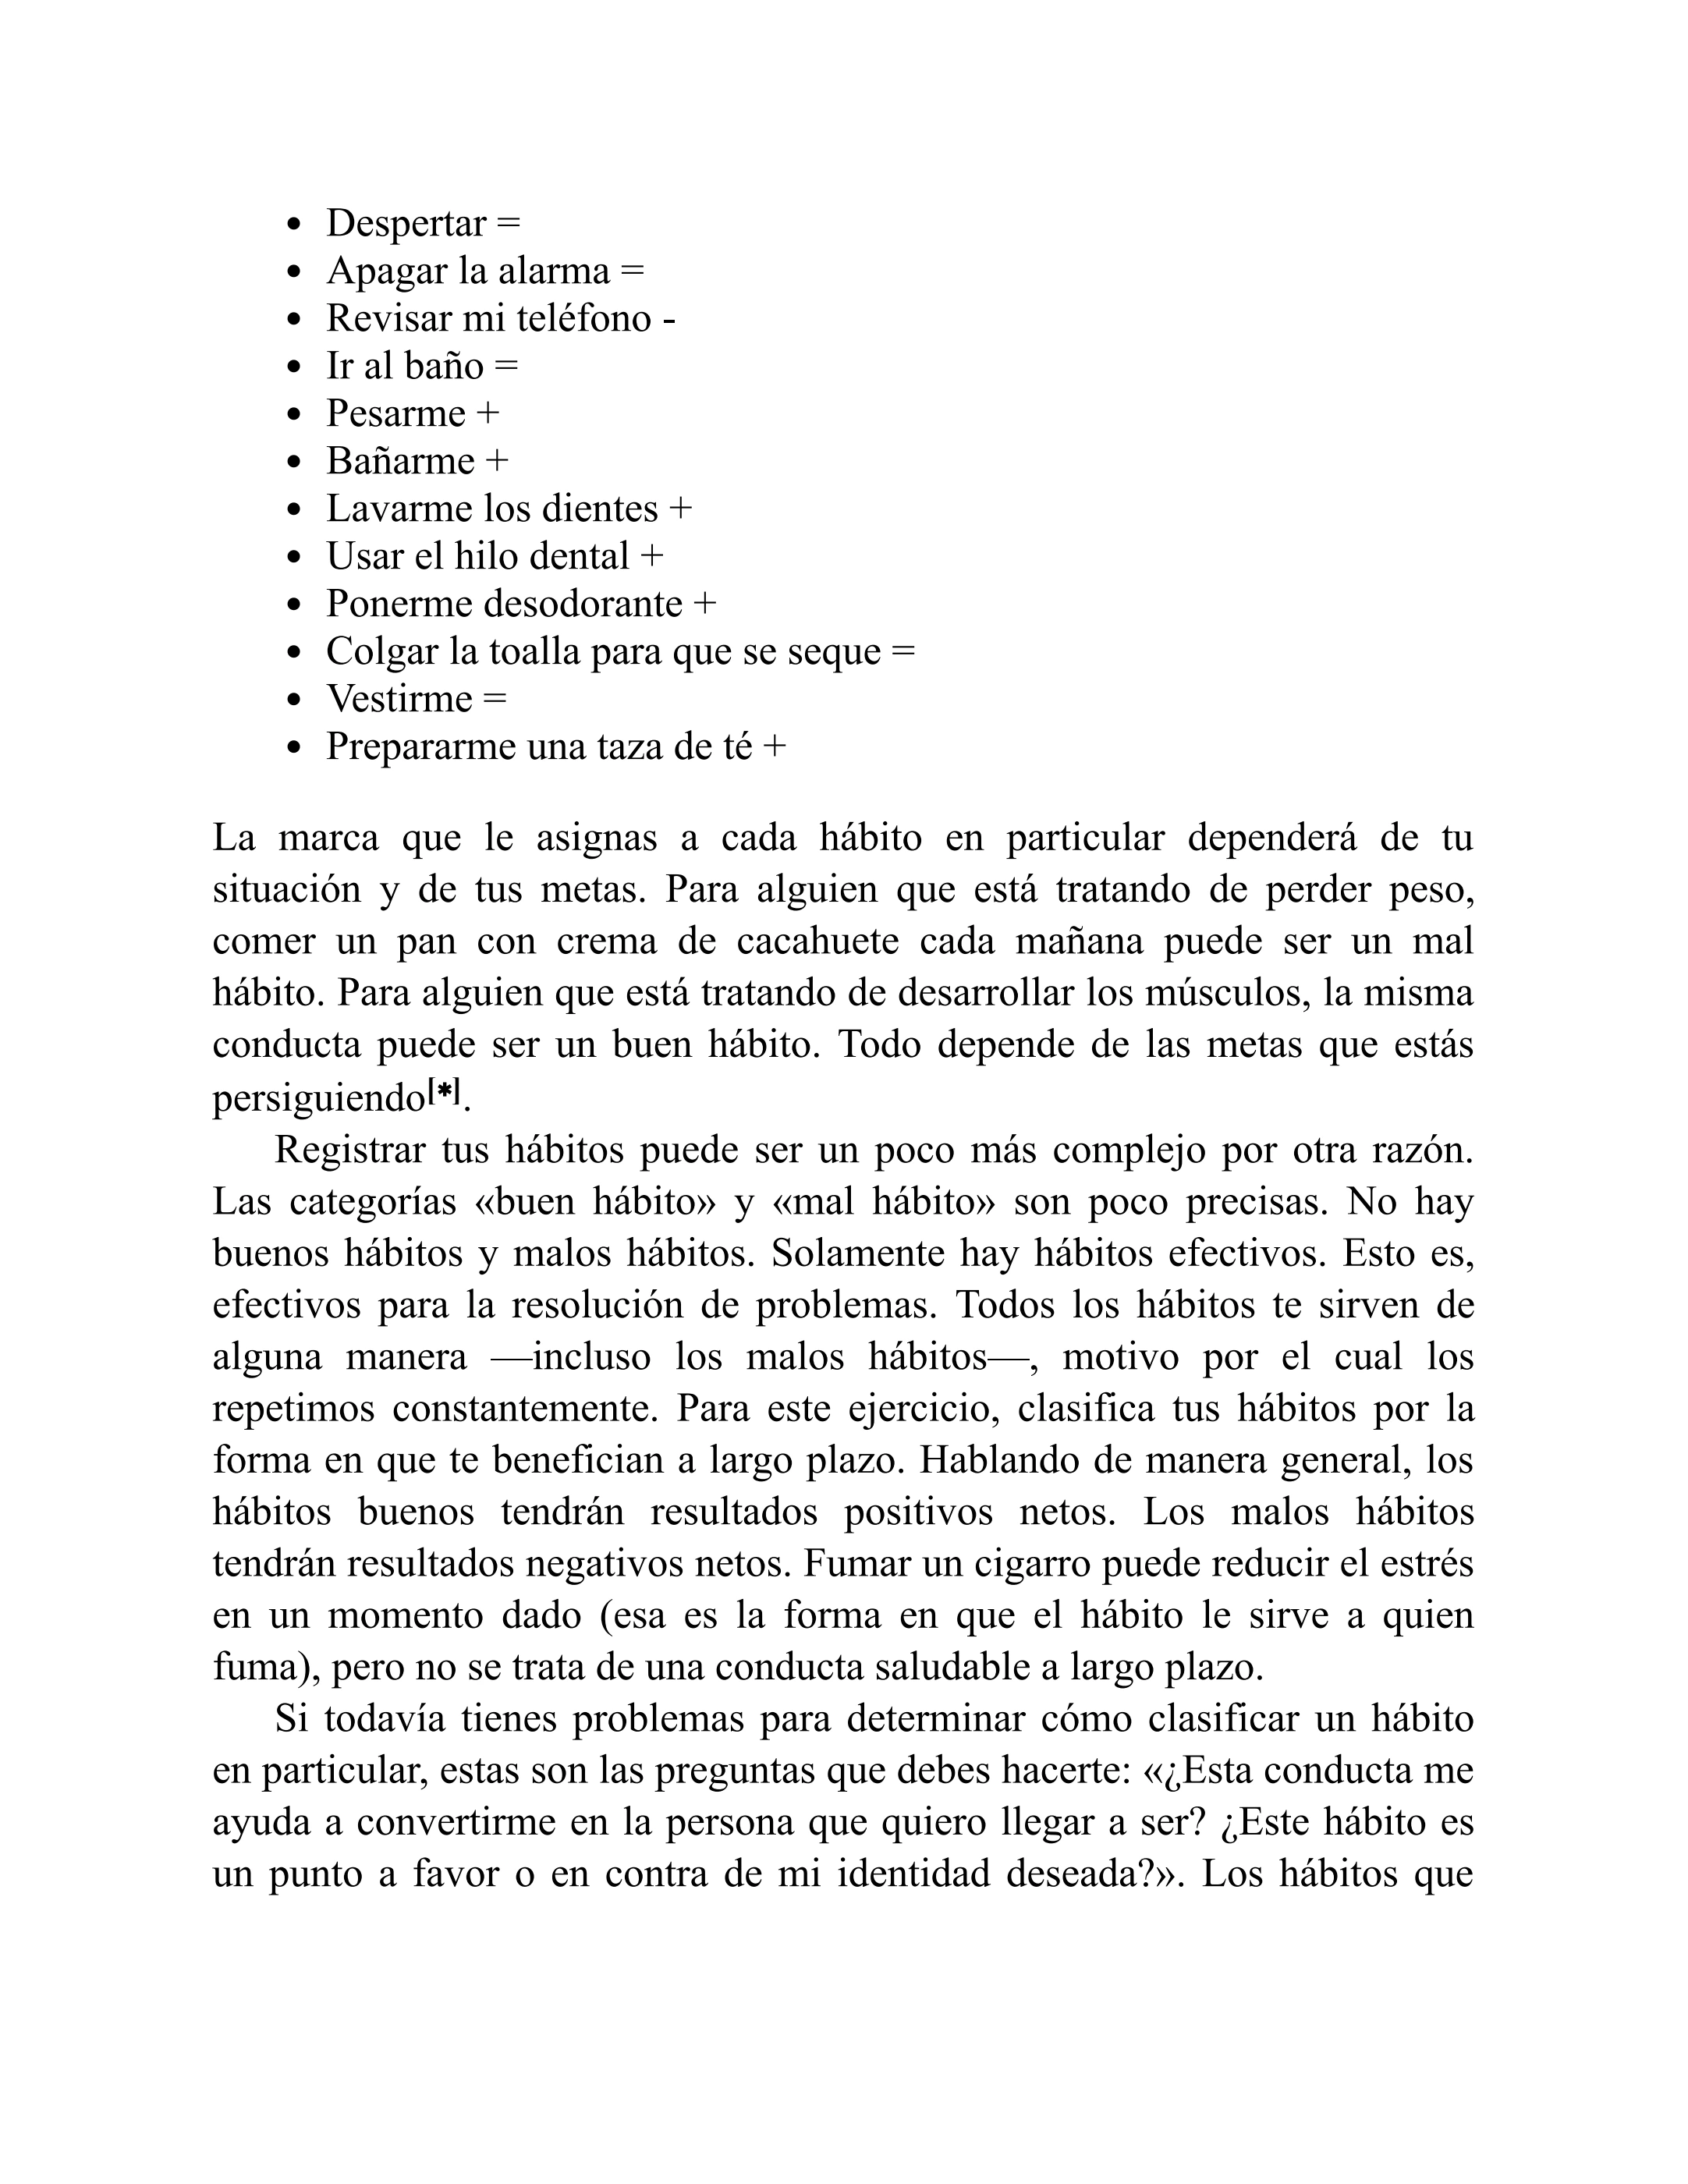 • Despertar =
• Apagar la alarma =
• Revisar mi teléfono -
• Ir al baño =
• Pesarme +
• Bañarme +
• Lavarme los dientes +
• Usar el hilo dental +
• Ponerme desodorante +
• Colgar la toalla para que se seque =
• Vestirme =
• Prepararme una taza de té +
La marca que le asignas a cada hábito en particular dependerá de tu
situación y de tus metas. Para alguien que está tratando de perder peso,
comer un pan con crema de cacahuete cada mañana puede ser un mal
hábito. Para alguien que está tratando de desarrollar los músculos, la misma
conducta puede ser un buen hábito. Todo depende de las metas que estás
persiguiendo[*].
Registrar tus hábitos puede ser un poco más complejo por otra razón.
Las categorías «buen hábito» y «mal hábito» son poco precisas. No hay
buenos hábitos y malos hábitos. Solamente hay hábitos efectivos. Esto es,
efectivos para la resolución de problemas. Todos los hábitos te sirven de
alguna manera —incluso los malos hábitos—, motivo por el cual los
repetimos constantemente. Para este ejercicio, clasifica tus hábitos por la
forma en que te benefician a largo plazo. Hablando de manera general, los
hábitos buenos tendrán resultados positivos netos. Los malos hábitos
tendrán resultados negativos netos. Fumar un cigarro puede reducir el estrés
en un momento dado (esa es la forma en que el hábito le sirve a quien
fuma), pero no se trata de una conducta saludable a largo plazo.
Si todavía tienes problemas para determinar cómo clasificar un hábito
en particular, estas son las preguntas que debes hacerte: «¿Esta conducta me
ayuda a convertirme en la persona que quiero llegar a ser? ¿Este hábito es
un punto a favor o en contra de mi identidad deseada?». Los hábitos que